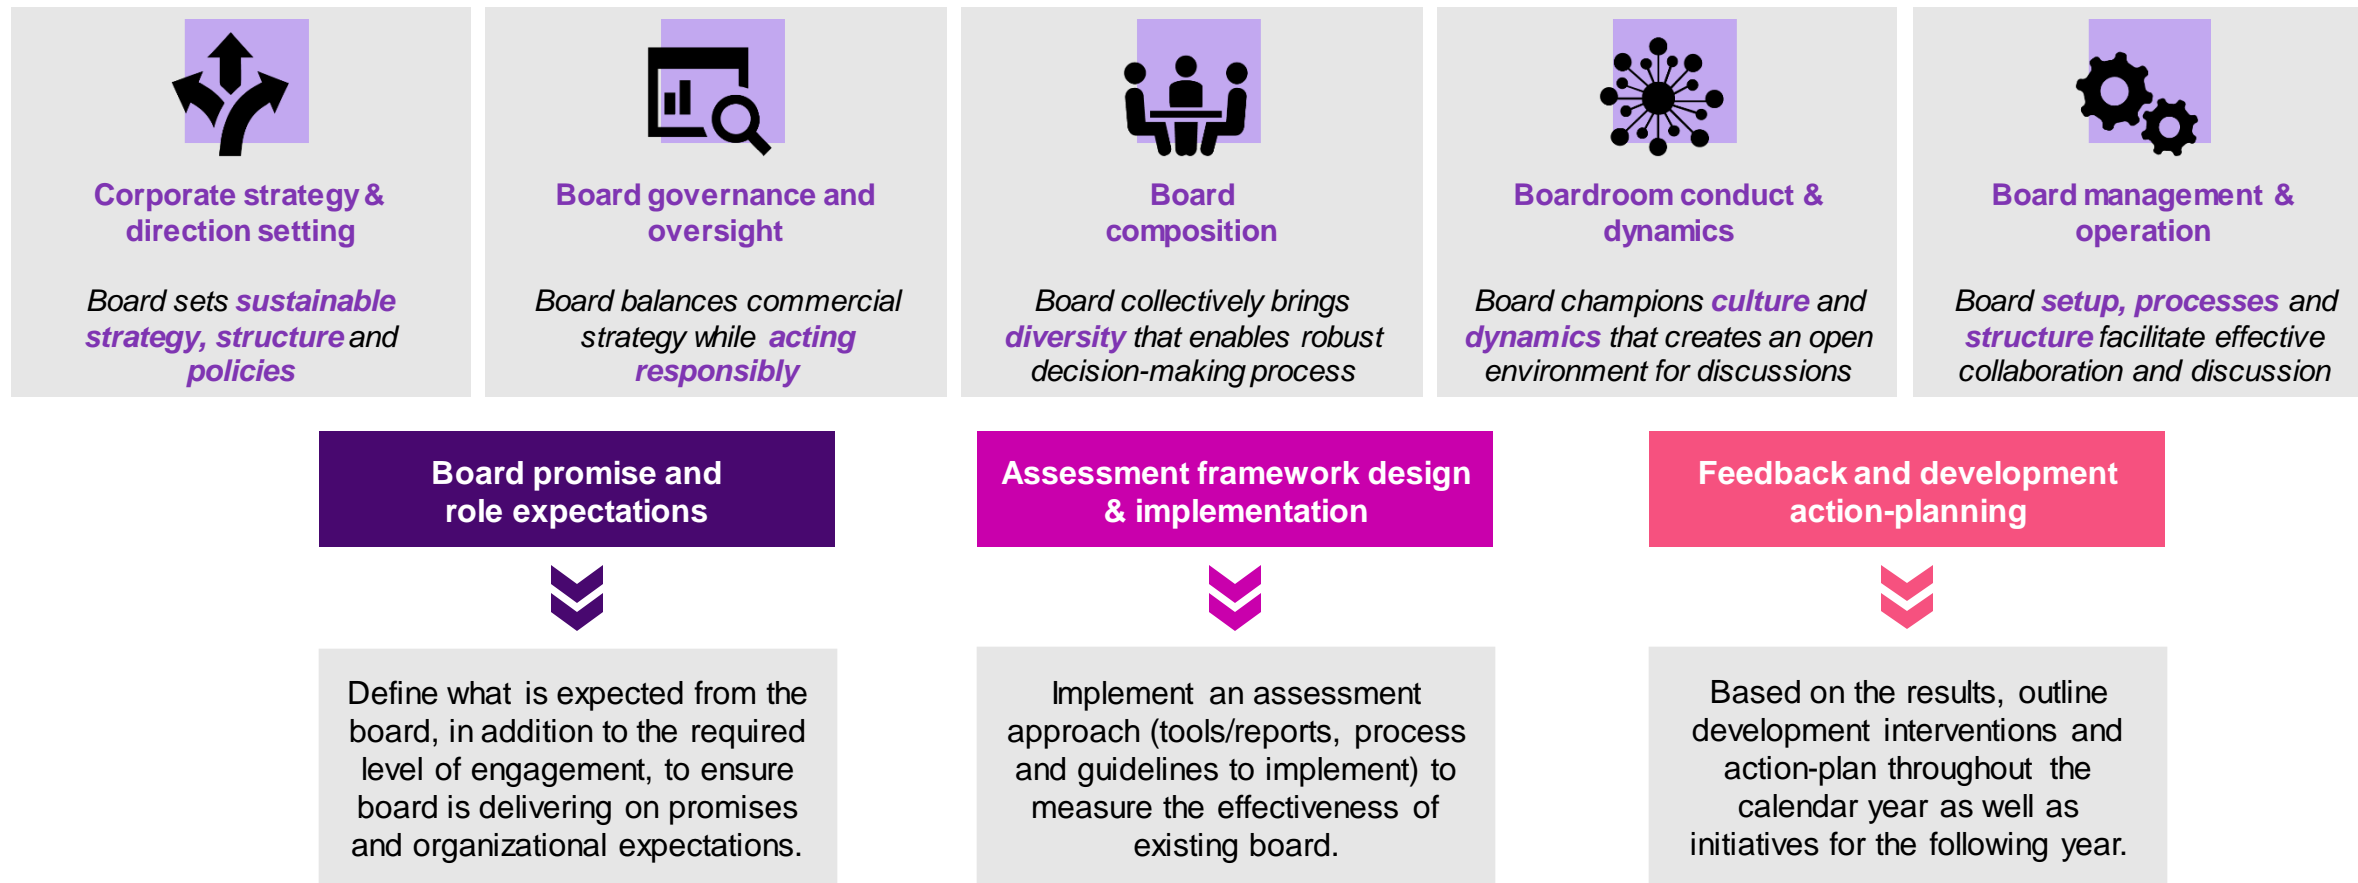 Corporate strategy &
direction setting
Board sets sustainable
strategy, structure and
policies
Board governance and
oversight
Board balances commercial
strategy while acting
responsibly
Board
composition
Board collectively brings
diversity that enables robust
decision-making process
Boardroom conduct &
dynamics
Board champions culture and
dynamics that creates an open
environment for discussions
Board management &
operation
Board setup, processes and
structure facilitate effective
collaboration and discussion
Board promise and
role expectations
Define what is expected from the
board, in addition to the required
level of engagement, to ensure
board is delivering on promises
and organizational expectations.
Assessment framework design
& implementation
Implement an assessment
approach (tools/reports, process
and guidelines to implement) to
measure the effectiveness of
existing board.
Feedback and development
action-planning
Based on the results, outline
development interventions and
action-plan throughout the
calendar year as well as
initiatives for the following year.